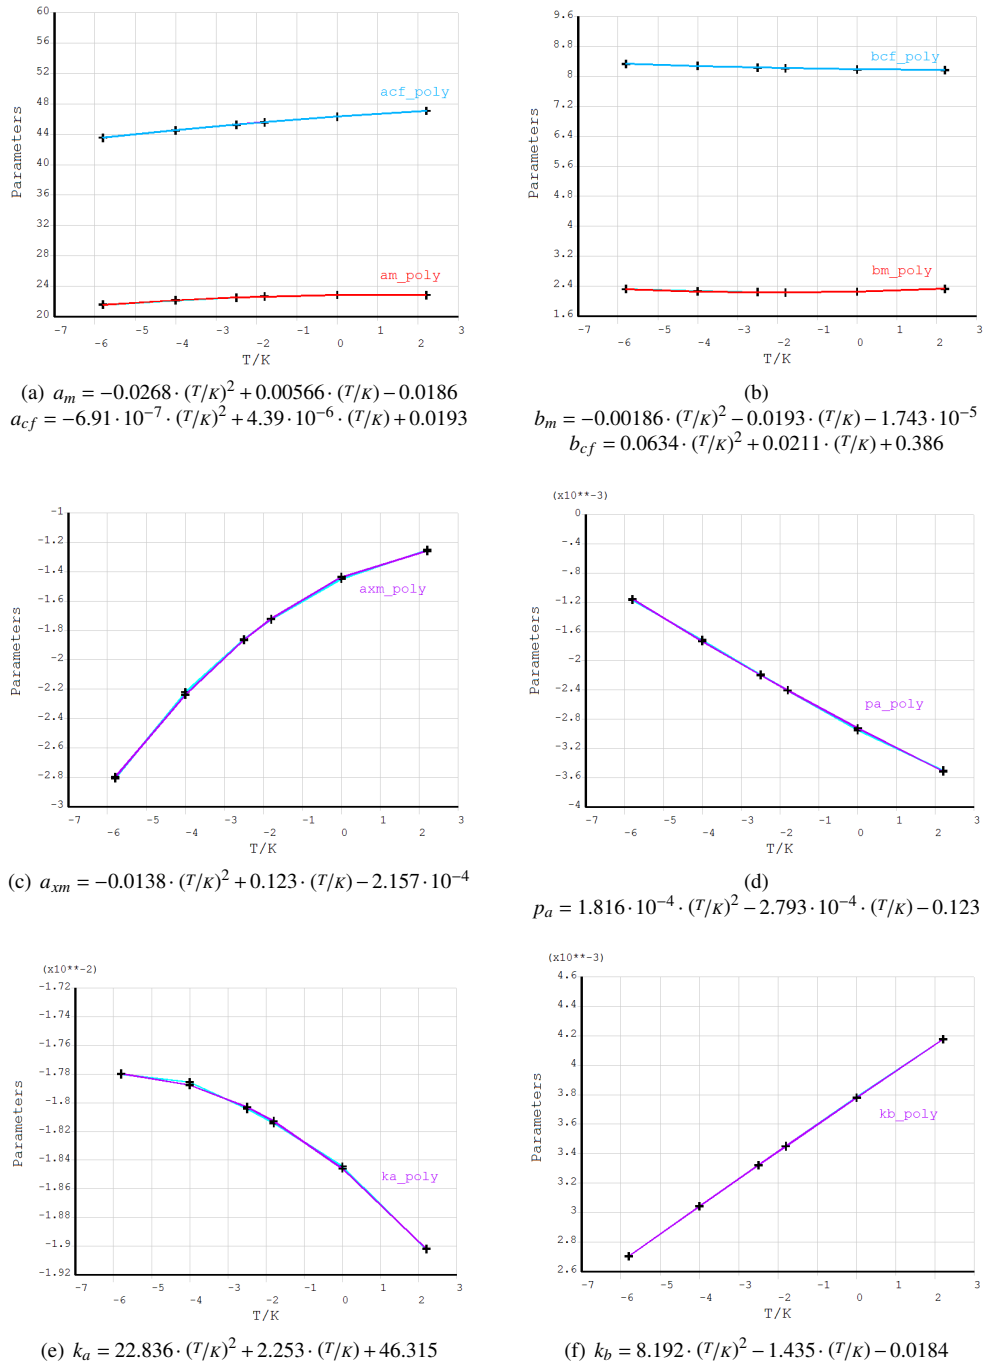 60
56
52
48
44
40
36
32
28
24
20
Parameters
acf_poly
am_poly
-7 -5 -3 -1 1 3
-6 -4 -2 0 2
T/K
(a) a_m = −0.0268 · (T/K)² + 0.00566 · (T/K) − 0.0186
a_cf = −6.91 · 10⁻⁷ · (T/K)² + 4.39 · 10⁻⁶ · (T/K) + 0.0193
9.6
8.8
8
7.2
6.4
5.6
4.8
4
3.2
2.4
1.6
Parameters
bcf_poly
bm_poly
-7 -5 -3 -1 1 3
-6 -4 -2 0 2
T/K
(b)
b_m = −0.00186 · (T/K)² − 0.0193 · (T/K) − 1.743 · 10⁻⁵
b_cf = 0.0634 · (T/K)² + 0.0211 · (T/K) + 0.386
-1
-1.2
-1.4
-1.6
-1.8
-2
-2.2
-2.4
-2.6
-2.8
-3
Parameters
axm_poly
-7 -5 -3 -1 1 3
-6 -4 -2 0 2
T/K
(c) a_xm = −0.0138 · (T/K)² + 0.123 · (T/K) − 2.157 · 10⁻⁴
(x10**-3)
0
-.4
-.8
-1.2
-1.6
-2
-2.4
-2.8
-3.2
-3.6
-4
Parameters
pa_poly
-7 -5 -3 -1 1 3
-6 -4 -2 0 2
T/K
(d)
p_a = 1.816 · 10⁻⁴ · (T/K)² − 2.793 · 10⁻⁴ · (T/K) − 0.123
(x10**-2)
-1.72
-1.74
-1.76
-1.78
-1.8
-1.82
-1.84
-1.86
-1.88
-1.9
-1.92
Parameters
ka_poly
-7 -5 -3 -1 1 3
-6 -4 -2 0 2
T/K
(e) k_a = 22.836 · (T/K)² + 2.253 · (T/K) + 46.315
(x10**-3)
4.6
4.2
4
3.8
3.4
3
2.8
2.6
Parameters
kb_poly
-7 -5 -3 -1 1 3
-6 -4 -2 0 2
T/K
(f) k_b = 8.192 · (T/K)² − 1.435 · (T/K) − 0.0184